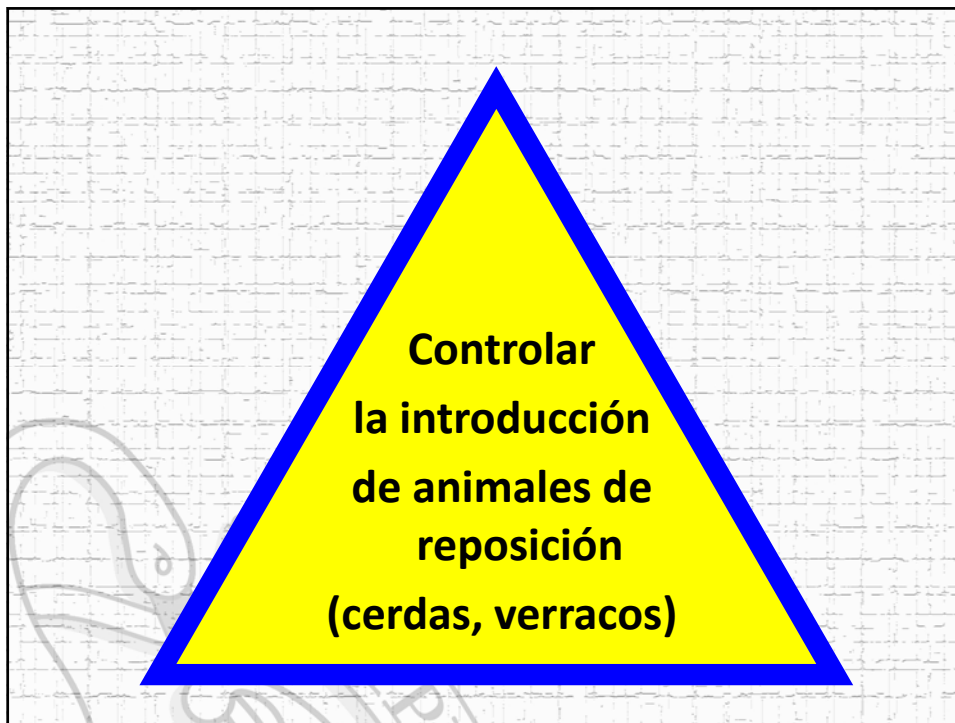 Controlar
la introducción
de animales de
reposición
(cerdas, verracos)